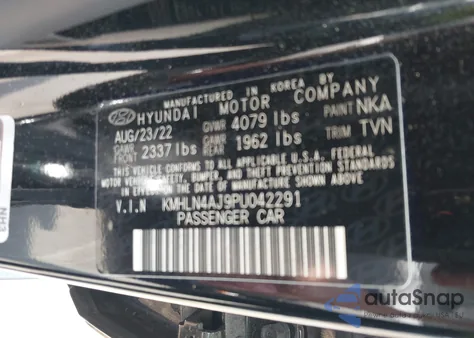 MANUFACTURED IN KOREA BY
HYUNDAI MOTOR COMPANY
AUG/23/22 GVWR 4079 lbs PAINT NKA
GAWR FRONT 2337 lbs GAWR REAR 1962 lbs TRIM TVN
THIS VEHICLE CONFORMS TO ALL APPLICABLE U.S.A. FEDERAL
MOTOR VEHICLE SAFETY, BUMPER, AND THEFT PREVENTION STANDARDS
IN EFFECT ON THE DATE OF MANUFACTURE SHOWN ABOVE.
V.I.N KMHLN4AJ9PU042291
PASSENGER CAR
autoSnap